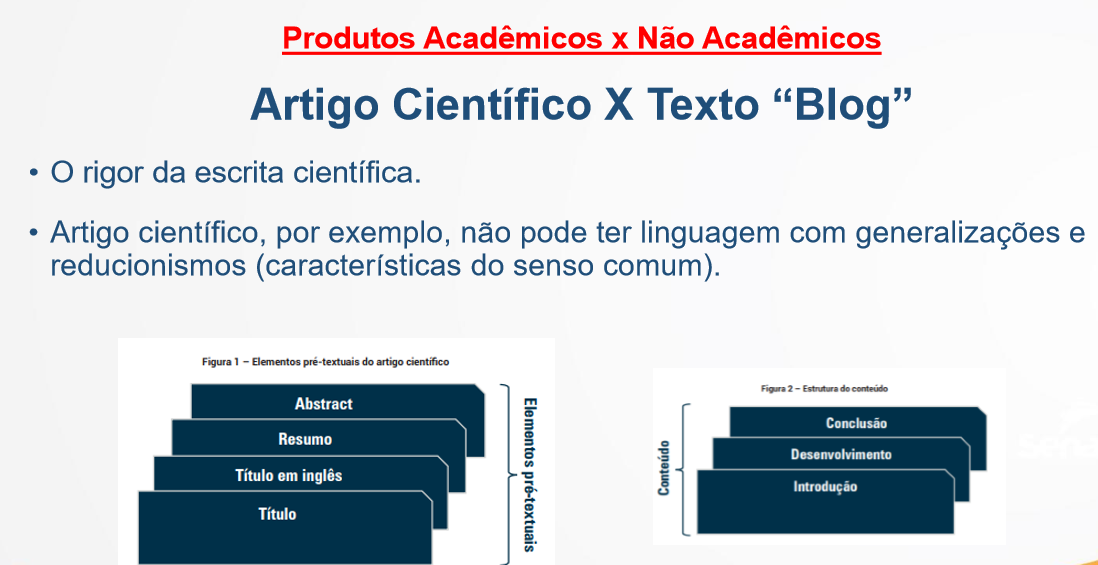 Produtos Acadêmicos x Não Acadêmicos
Artigo Científico X Texto “Blog”
• O rigor da escrita científica.
• Artigo científico, por exemplo, não pode ter linguagem com generalizações e
reducionismos (características do senso comum).
Figura 1 – Elementos pré-textuais do artigo científico
Abstract
Resumo
Título em inglês
Título
Elementos pré-textuais
Figura 2 – Estrutura do conteúdo
Conclusão
Desenvolvimento
Introdução
Conteúdo